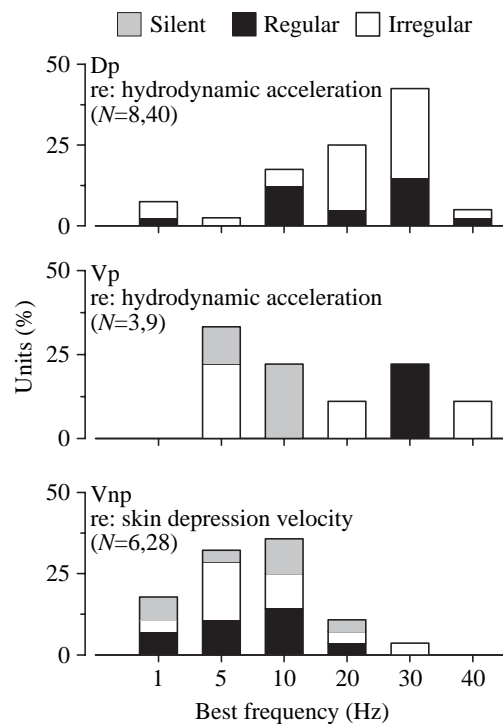 Silent Regular Irregular
50
Dp
re: hydrodynamic acceleration
(N=8,40)
25
0
50
Vp
re: hydrodynamic acceleration
(N=3,9)
25
0
Units (%)
50
Vnp
re: skin depression velocity
(N=6,28)
25
0
1 5 10 20 30 40
Best frequency (Hz)